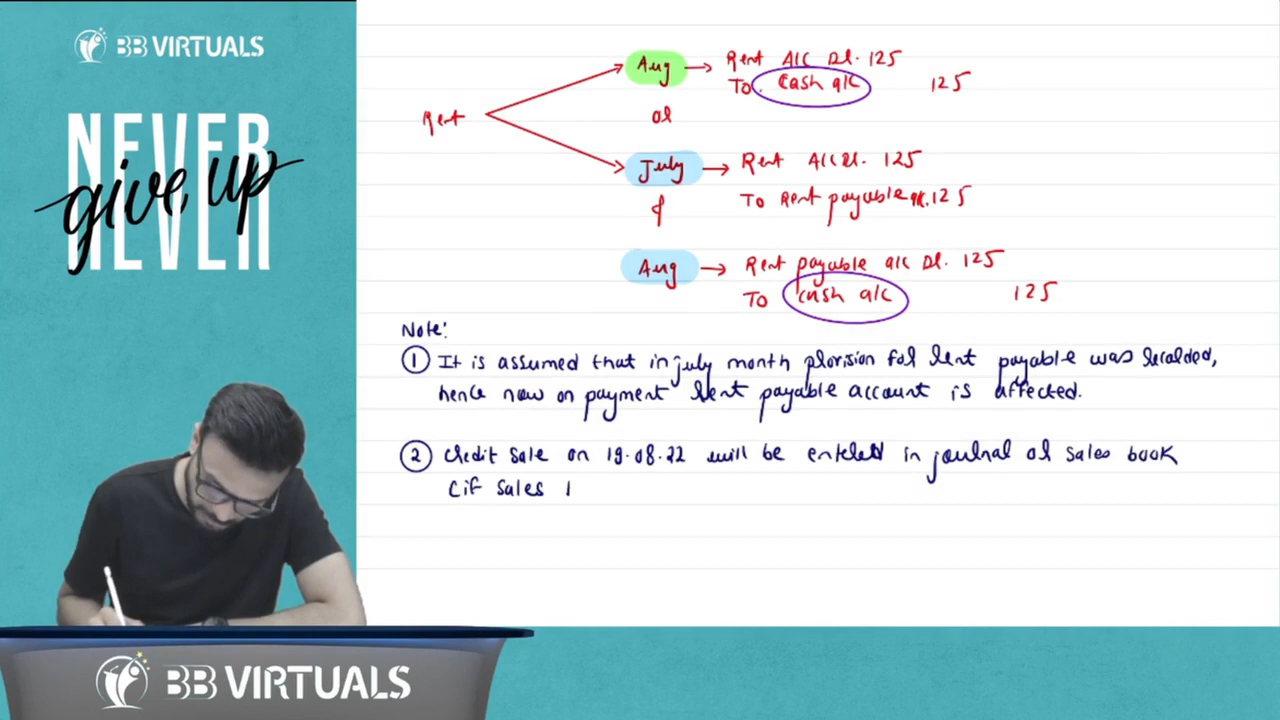 BB VIRTUALS
NEVER
give up
NEVER
Rent
Aug → Rent A/c Dr. 125
To. Cash a/c 125
or
July → Rent A/c Dr. 125
To Rent payable a/c. 125
&
Aug → Rent payable a/c Dr. 125
To cash a/c 125
Note:
① It is assumed that in july month provision for rent payable was recorded,
hence now on payment rent payable account is affected.
② Credit sale on 19.08.22 will be entered in journal or sales book
(if sales
BB VIRTUALS